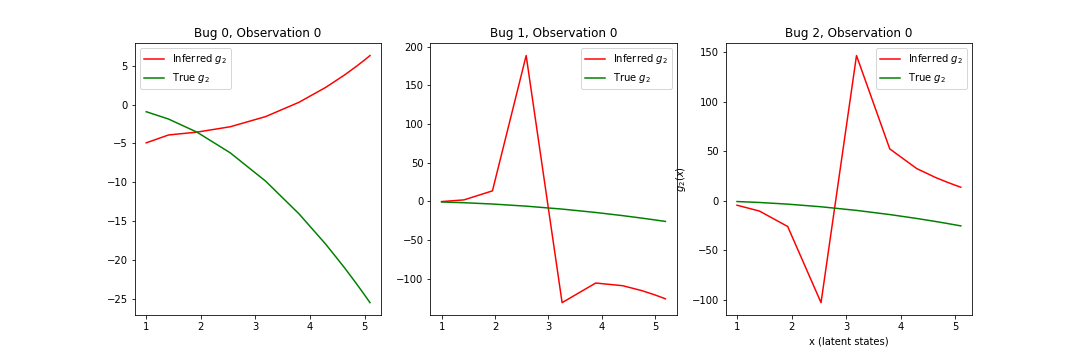 Bug 0, Observation 0
Inferred g₂
True g₂
5
0
−5
−10
−15
−20
−25
1 2 3 4 5
Bug 1, Observation 0
Inferred g₂
True g₂
200
150
100
50
0
−50
−100
1 2 3 4 5
Bug 2, Observation 0
Inferred g₂
True g₂
g₂(x)
150
100
50
0
−50
−100
1 2 3 4 5
x (latent states)